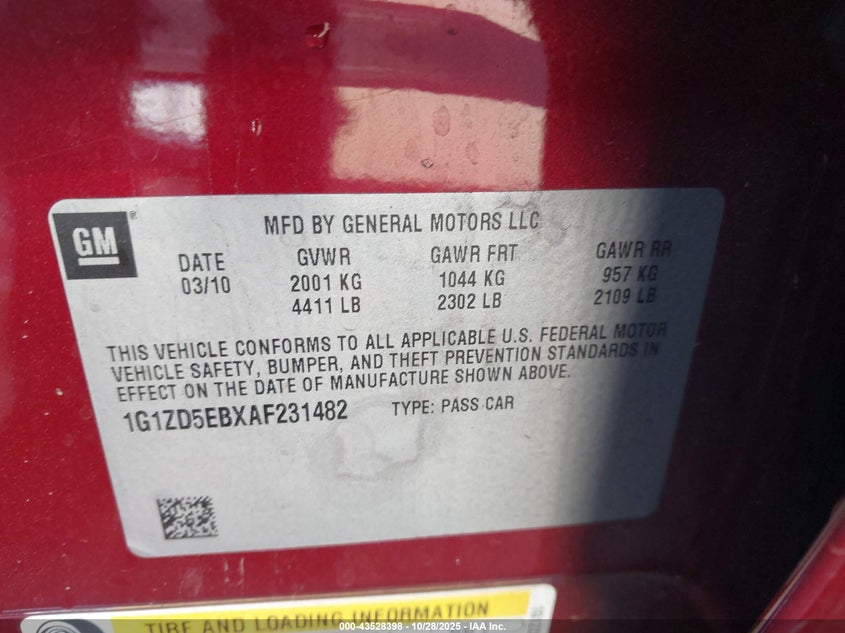 GM
®
MFD BY GENERAL MOTORS LLC
DATE GVWR GAWR FRT GAWR RR
03/10 2001 KG 1044 KG 957 KG
4411 LB 2302 LB 2109 LB
THIS VEHICLE CONFORMS TO ALL APPLICABLE U.S. FEDERAL MOTOR
VEHICLE SAFETY, BUMPER, AND THEFT PREVENTION STANDARDS IN
EFFECT ON THE DATE OF MANUFACTURE SHOWN ABOVE.
1G1ZD5EBXAF231482 TYPE: PASS CAR
TIRE AND LOADING INFORMATION
000-43528398 - 10/28/2025 - IAA Inc.